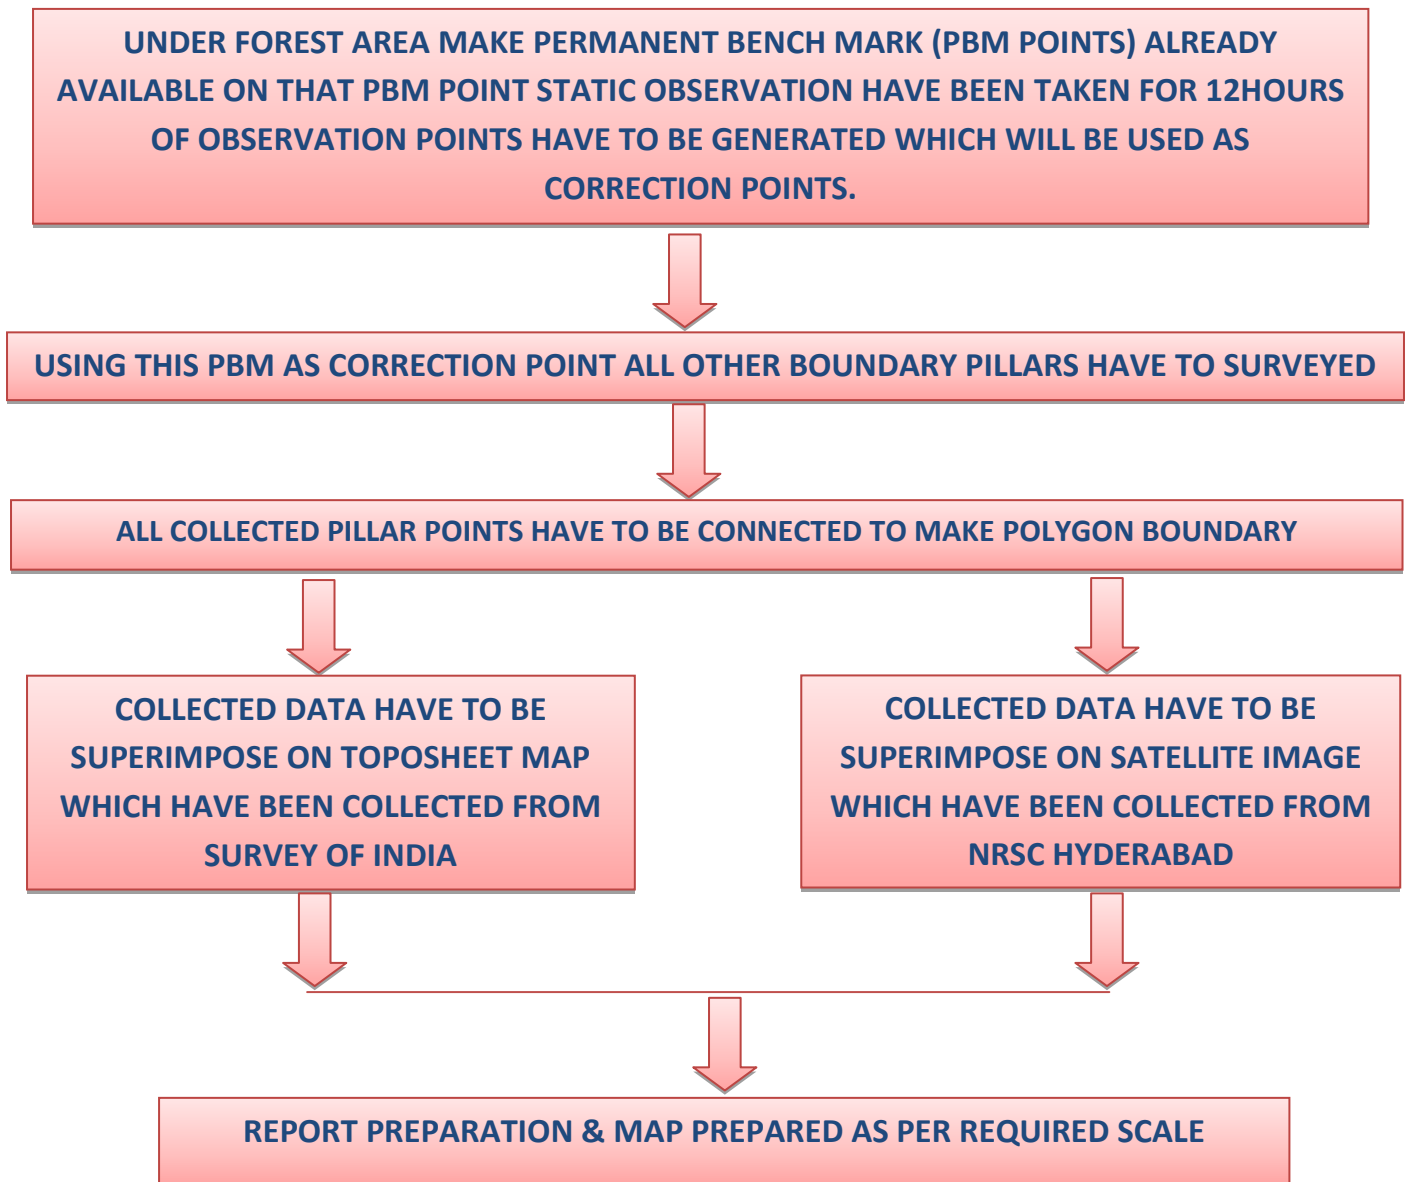 UNDER FOREST AREA MAKE PERMANENT BENCH MARK (PBM POINTS) ALREADY
AVAILABLE ON THAT PBM POINT STATIC OBSERVATION HAVE BEEN TAKEN FOR 12HOURS
OF OBSERVATION POINTS HAVE TO BE GENERATED WHICH WILL BE USED AS
CORRECTION POINTS.
USING THIS PBM AS CORRECTION POINT ALL OTHER BOUNDARY PILLARS HAVE TO SURVEYED
ALL COLLECTED PILLAR POINTS HAVE TO BE CONNECTED TO MAKE POLYGON BOUNDARY
COLLECTED DATA HAVE TO BE
SUPERIMPOSE ON TOPOSHEET MAP
WHICH HAVE BEEN COLLECTED FROM
SURVEY OF INDIA
COLLECTED DATA HAVE TO BE
SUPERIMPOSE ON SATELLITE IMAGE
WHICH HAVE BEEN COLLECTED FROM
NRSC HYDERABAD
REPORT PREPARATION & MAP PREPARED AS PER REQUIRED SCALE